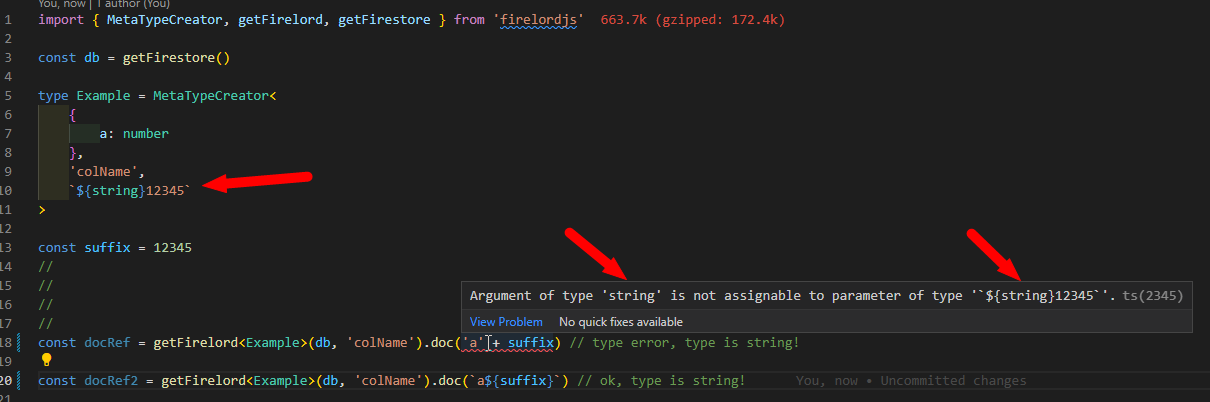 You, now | 1 author (You)
1 import { MetaTypeCreator, getFirelord, getFirestore } from 'firelordjs' 663.7k (gzipped: 172.4k)
2
3 const db = getFirestore()
4
5 type Example = MetaTypeCreator<
6 {
7 a: number
8 },
9 'colName',
10 `${string}12345`
11 >
12
13 const suffix = 12345
14 //
15 //
16 //
17 //
Argument of type 'string' is not assignable to parameter of type '`${string}12345`'. ts(2345)
View Problem No quick fixes available
18 const docRef = getFirelord<Example>(db, 'colName').doc('a' + suffix) // type error, type is string!
19
20 const docRef2 = getFirelord<Example>(db, 'colName').doc(`a${suffix}`) // ok, type is string! You, now • Uncommitted changes
21